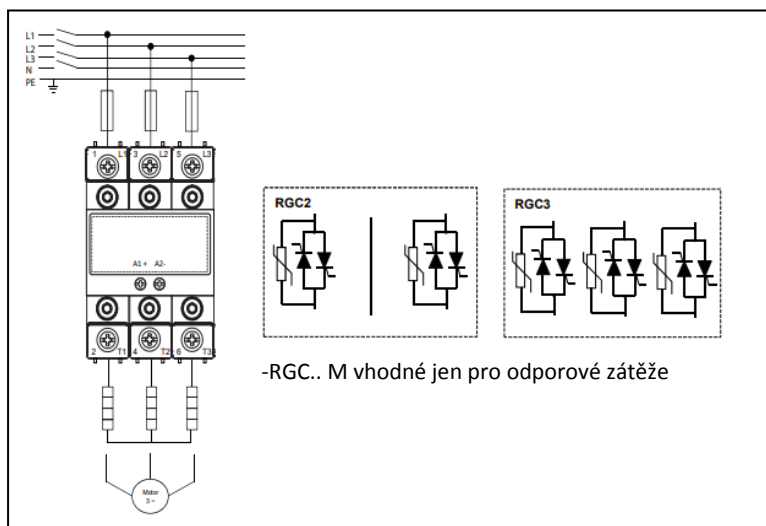 L1
L2
L3
N
PE
1 L1 3 L2 5 L3
A1 + A2-
2 T1 4 T2 6 T3
Motor
3 ~
RGC2
RGC3
-RGC.. M vhodné jen pro odporové zátěže